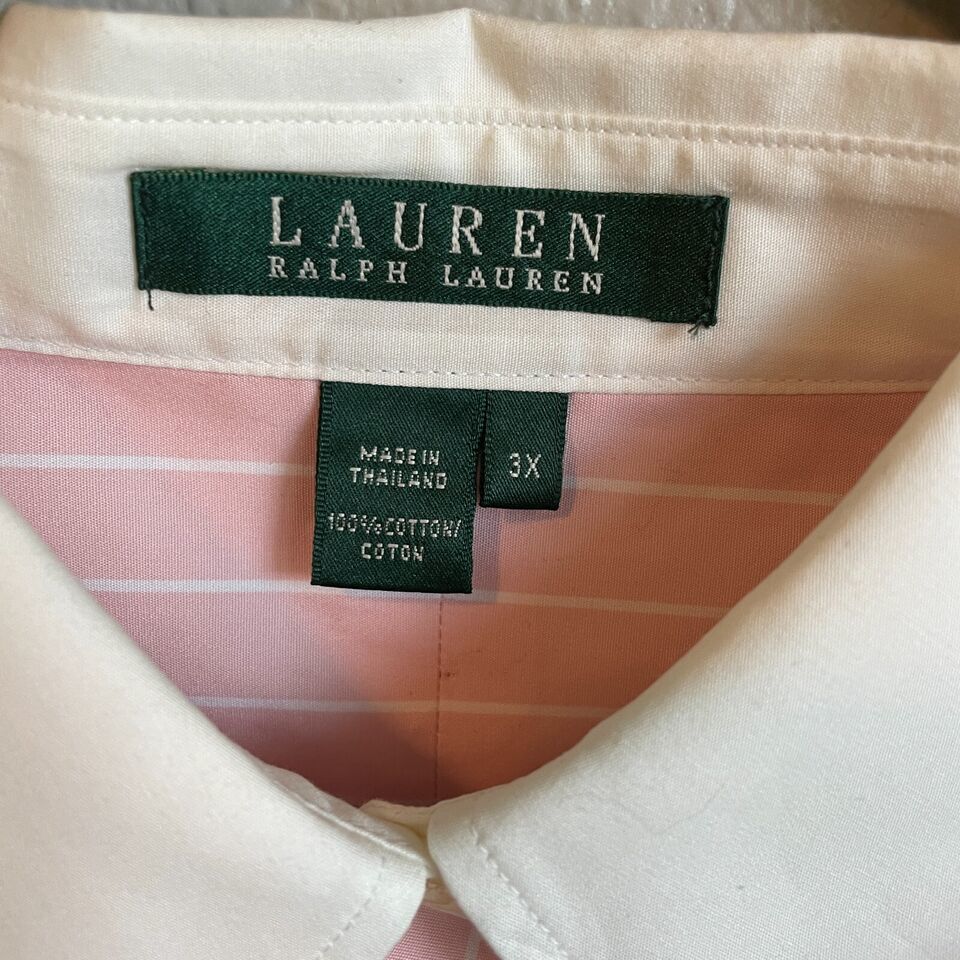 LAUREN
RALPH LAUREN
MADE IN
THAILAND
100% COTTON/
COTON
3X